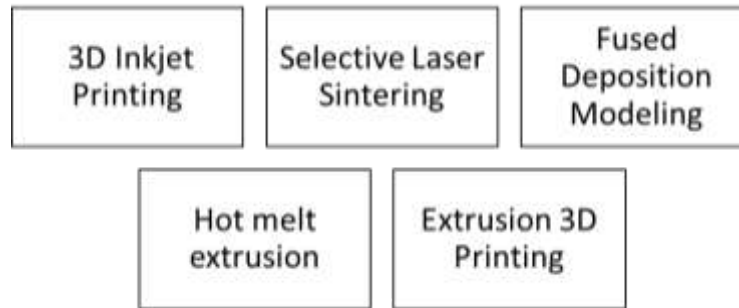 3D Inkjet
Printing
Selective Laser
Sintering
Fused
Deposition
Modeling
Hot melt
extrusion
Extrusion 3D
Printing